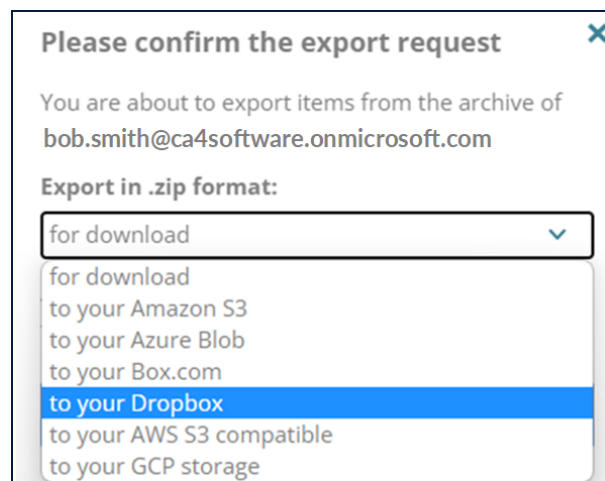 Please confirm the export request
You are about to export items from the archive of
bob.smith@ca4software.onmicrosoft.com
Export in .zip format:
for download
for download
to your Amazon S3
to your Azure Blob
to your Box.com
to your Dropbox
to your AWS S3 compatible
to your GCP storage